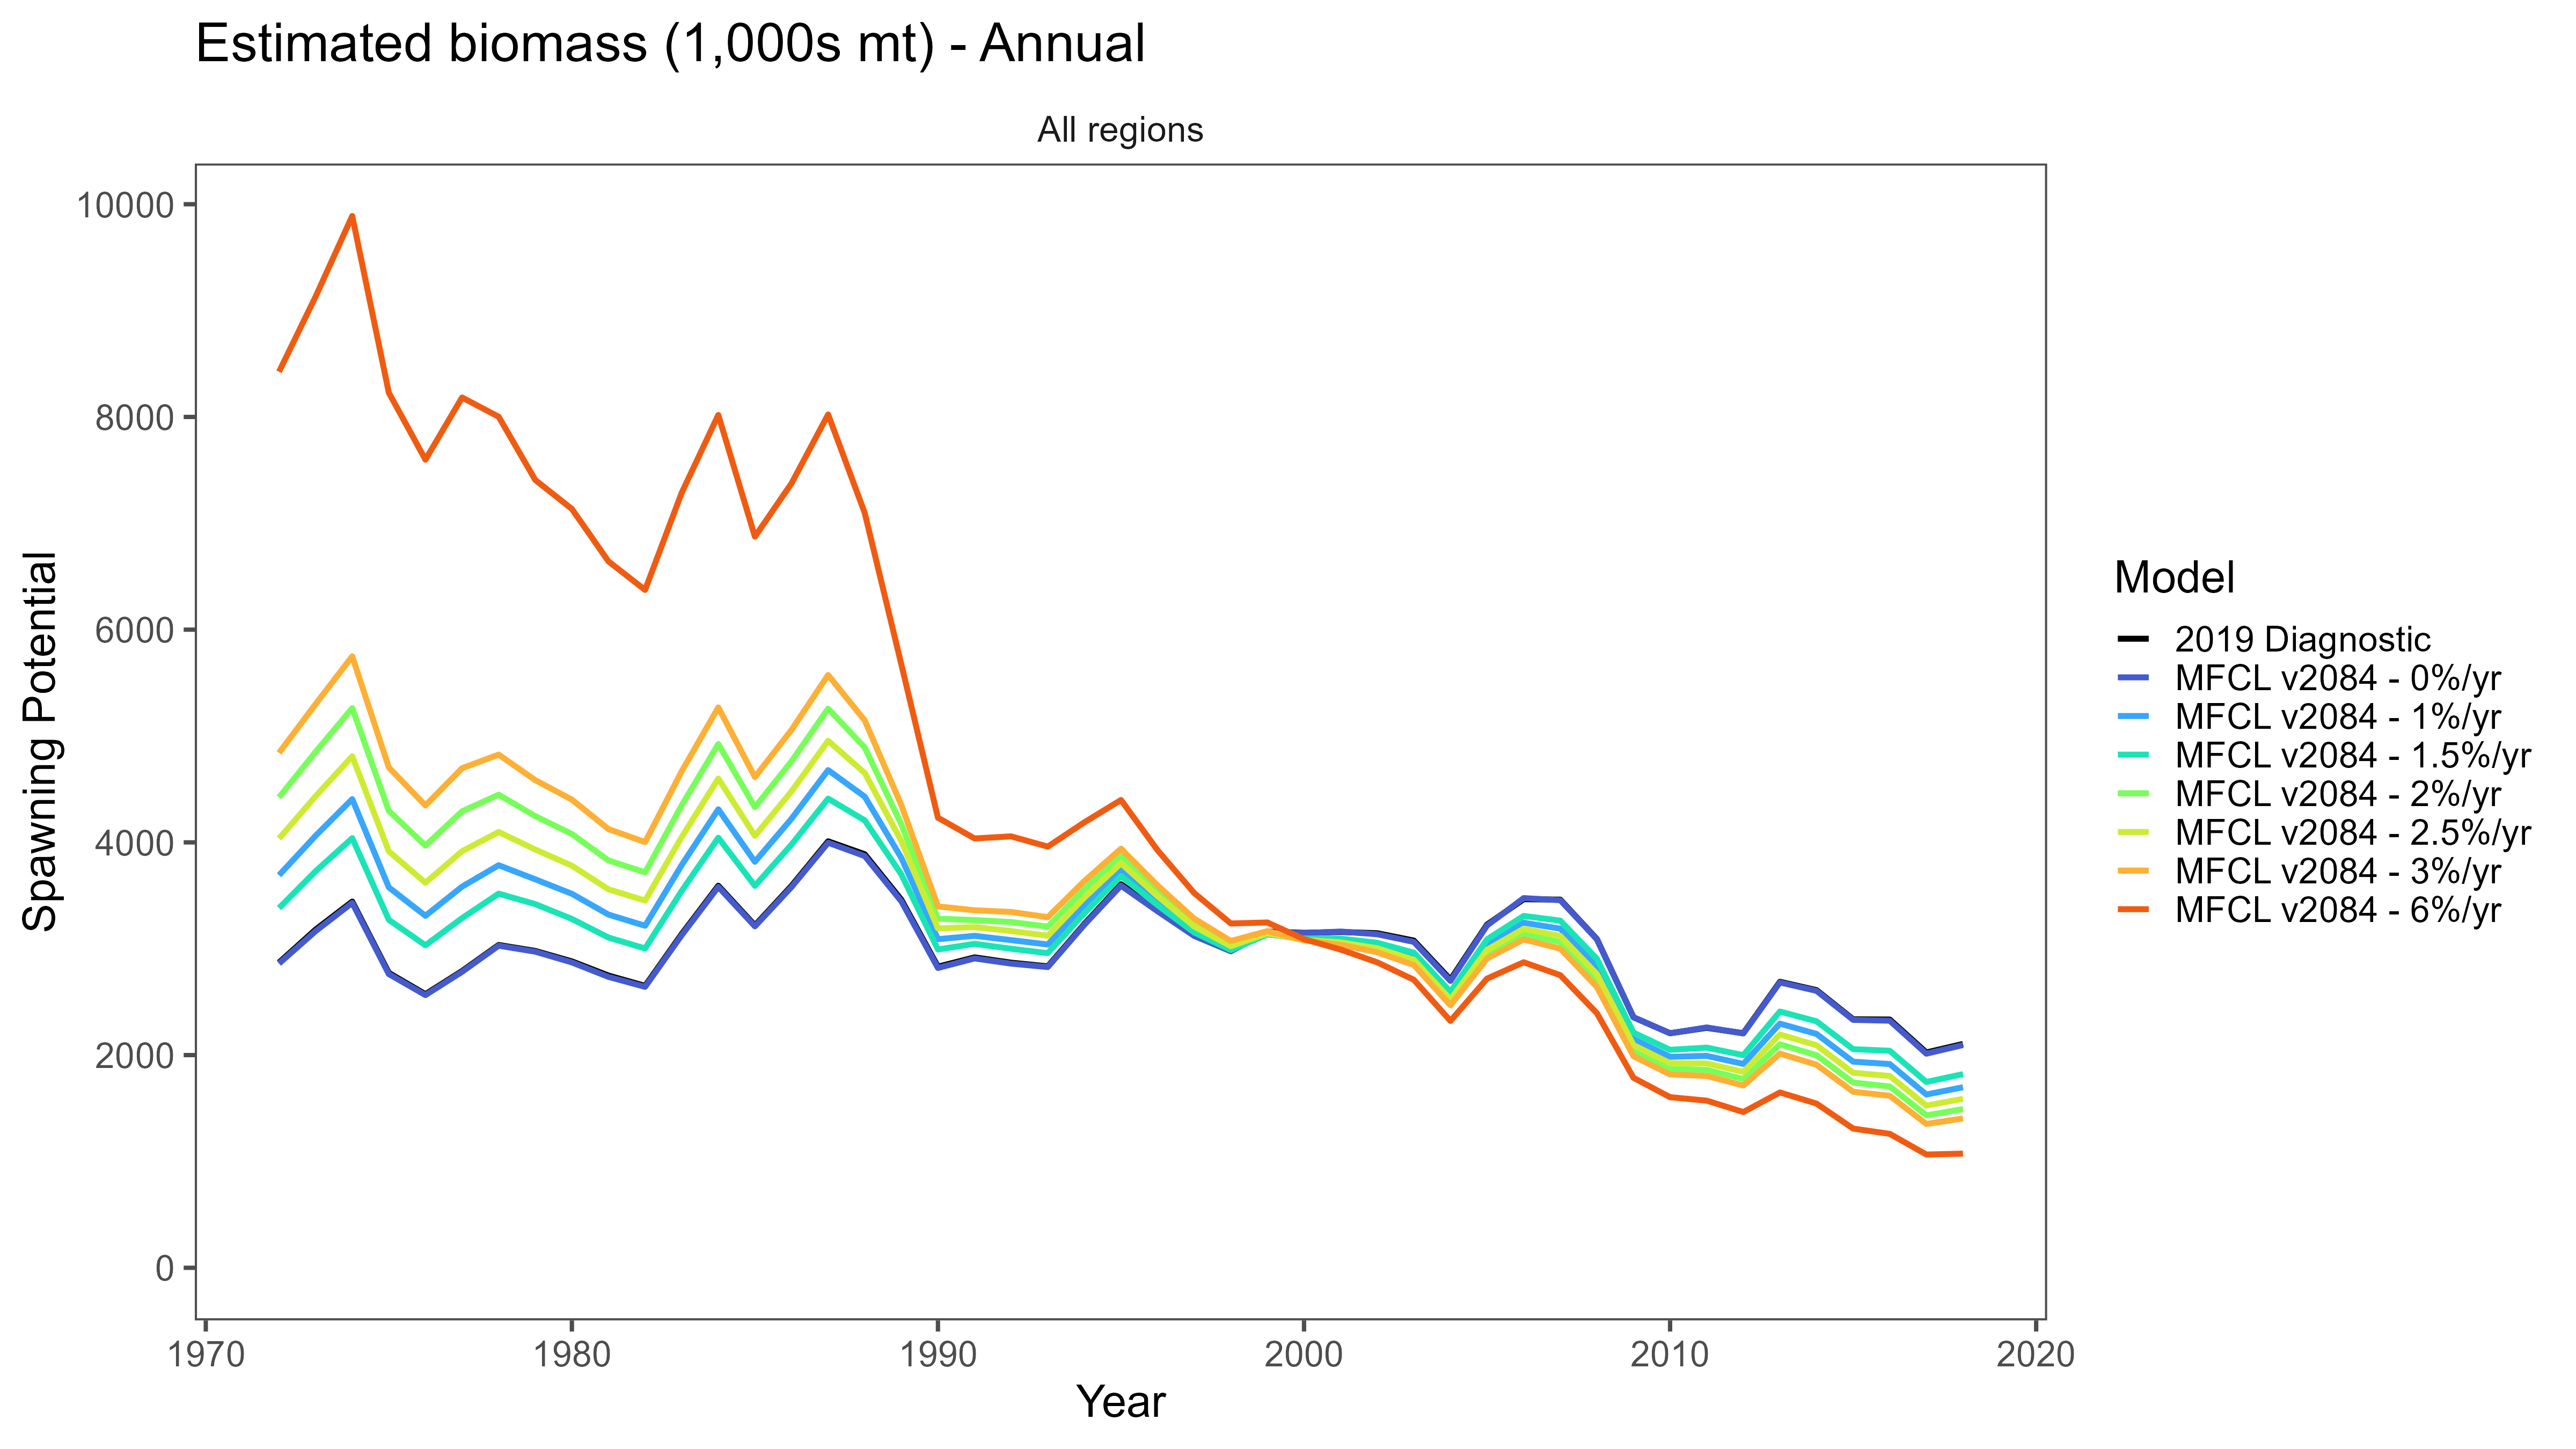 Estimated biomass (1,000s mt) - Annual
All regions
Spawning Potential
10000
8000
6000
4000
2000
0
1970
1980
1990
2000
2010
2020
Year
Model
2019 Diagnostic
MFCL v2084 - 0%/yr
MFCL v2084 - 1%/yr
MFCL v2084 - 1.5%/yr
MFCL v2084 - 2%/yr
MFCL v2084 - 2.5%/yr
MFCL v2084 - 3%/yr
MFCL v2084 - 6%/yr